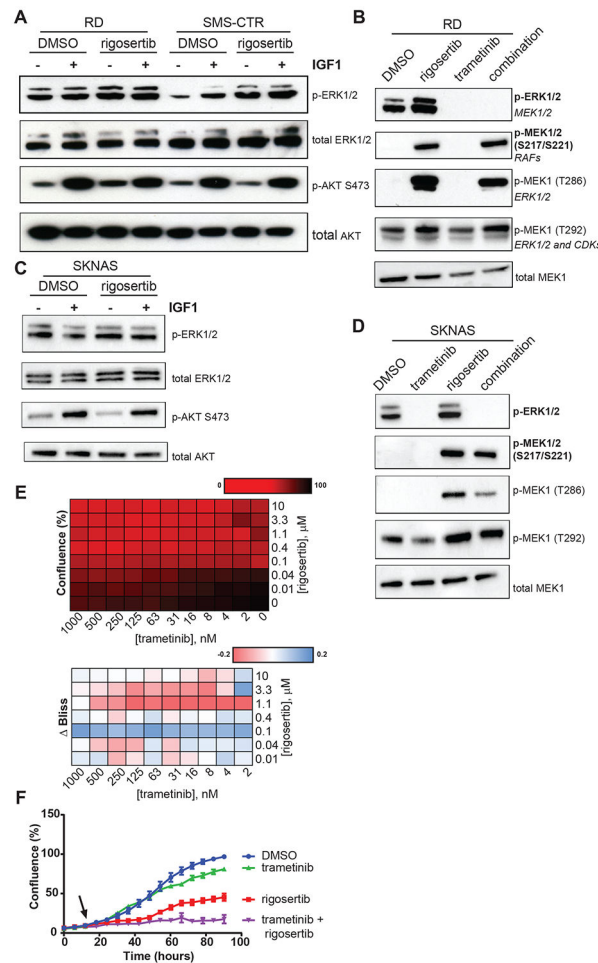 A
RD SMS-CTR
DMSO rigosertib DMSO rigosertib
- + - + - + - + IGF1
p-ERK1/2
total ERK1/2
p-AKT S473
total AKT
B
RD
DMSO rigosertib trametinib combination
p-ERK1/2
MEK1/2
p-MEK1/2
(S217/S221)
RAFs
p-MEK1 (T286)
ERK1/2
p-MEK1 (T292)
ERK1/2 and CDKs
total MEK1
C
SKNAS
DMSO rigosertib
- + - + IGF1
p-ERK1/2
total ERK1/2
p-AKT S473
total AKT
D
SKNAS
DMSO trametinib rigosertib combination
p-ERK1/2
p-MEK1/2
(S217/S221)
p-MEK1 (T286)
p-MEK1 (T292)
total MEK1
E
0 100
Confluence (%)
10
3.3
1.1
0.4
0.1
0.04
0.01
0
[rigosertib], μM
1000 500 250 125 63 31 16 8 4 2 0
[trametinib], nM
-0.2 0.2
Δ Bliss
10
3.3
1.1
0.4
0.1
0.04
0.01
[rigosertib], μM
1000 500 250 125 63 31 16 8 4 2
[trametinib], nM
F
Confluence (%)
150
100
50
0
0 20 40 60 80 100
Time (hours)
DMSO
trametinib
rigosertib
trametinib +
rigosertib